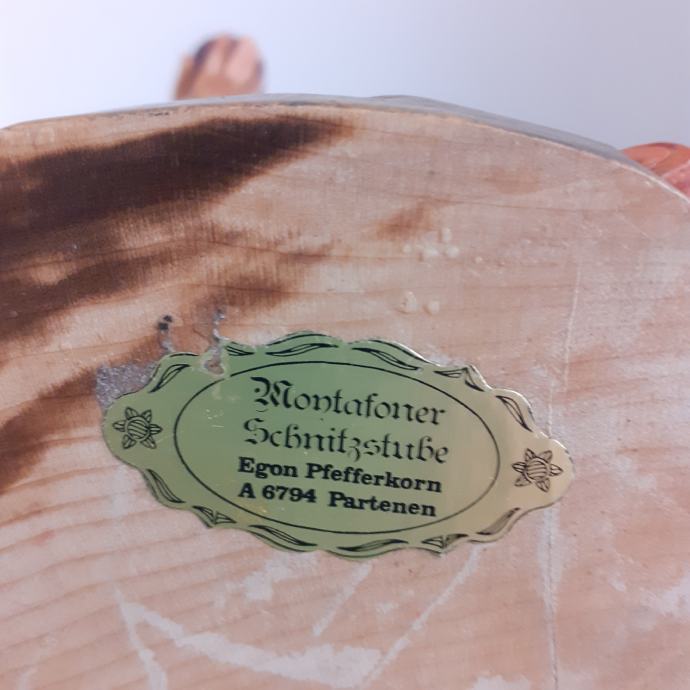 Montafoner
Schnitzstube
Egon Pfefferkorn
A 6794 Partenen